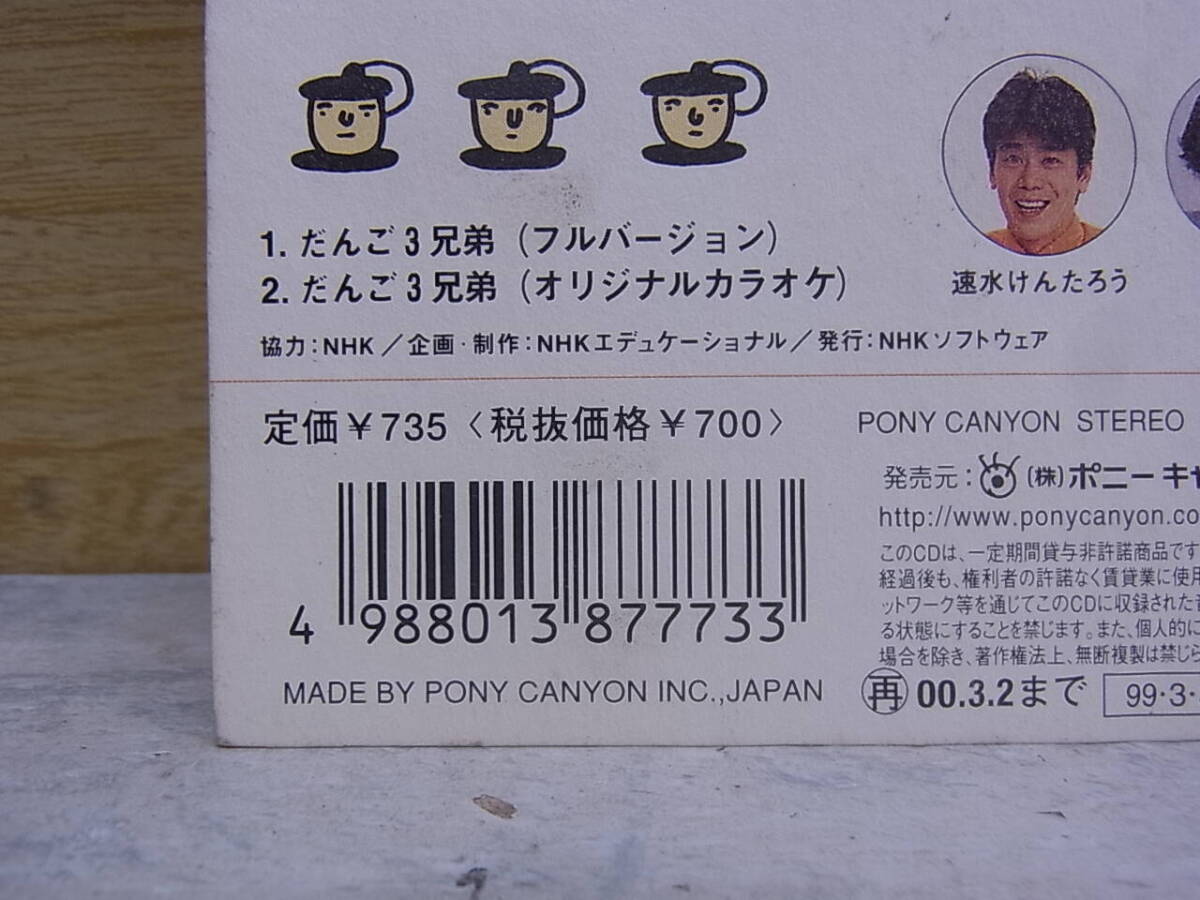 1. だんご3兄弟 (フルバージョン)
2. だんご3兄弟 (オリジナルカラオケ)
速水けんたろう
協力：NHK／企画・制作：NHKエデュケーショナル／発行：NHKソフトウェア
定価￥735〈税抜価格￥700〉
4 988013 877733
MADE BY PONY CANYON INC.,JAPAN
PONY CANYON STEREO
発売元： (株)ポニーキャ
http://www.ponycanyon.co
このCDは、一定期間貸与非許諾商品です
経過後も、権利者の許諾なく賃貸業に使用
ットワーク等を通じてこのCDに収録された音
る状態にすることを禁じます。また、個人的に
場合を除き、著作権法上、無断複製は禁じら
再 00.3.2まで 99・3・